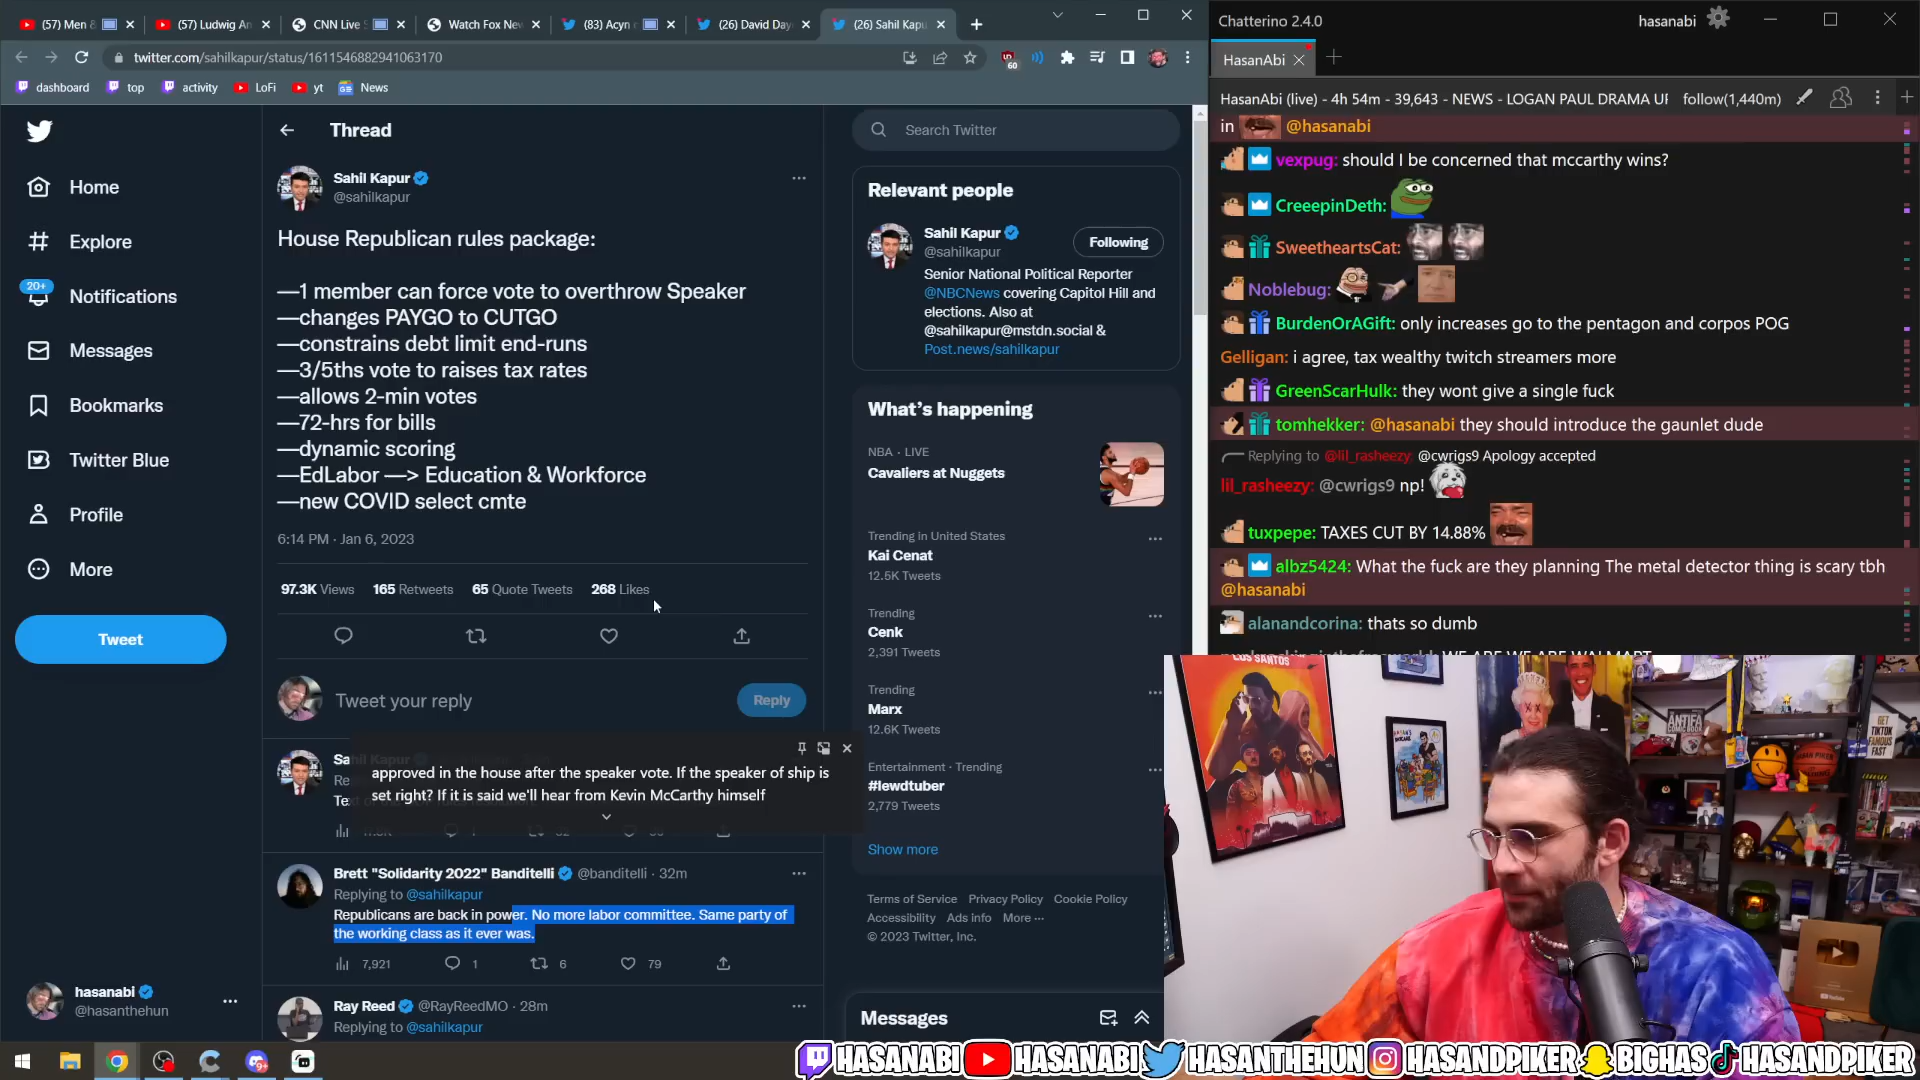 (57) Men &
(57) Ludwig An
CNN Live S
Watch Fox Nev
(83) Acyn
(26) David Day
(26) Sahil Kapu
twitter.com/sahilkapur/status/1611546882941063170
60
dashboard
top
activity
LoFi
yt
News
Home
Explore
20+
Notifications
Messages
Bookmarks
Twitter Blue
Profile
More
Tweet
hasanabi
@hasanthehun
Thread
Sahil Kapur
@sahilkapur
House Republican rules package:
—1 member can force vote to overthrow Speaker
—changes PAYGO to CUTGO
—constrains debt limit end-runs
—3/5ths vote to raises tax rates
—allows 2-min votes
—72-hrs for bills
—dynamic scoring
—EdLabor —> Education & Workforce
—new COVID select cmte
6:14 PM · Jan 6, 2023
97.3K Views 165 Retweets 65 Quote Tweets 268 Likes
Tweet your reply
Reply
approved in the house after the speaker vote. If the speaker of ship is
set right? If it is said we'll hear from Kevin McCarthy himself
Brett "Solidarity 2022" Banditelli @banditelli · 32m
Replying to @sahilkapur
Republicans are back in power. No more labor committee. Same party of
the working class as it ever was.
7,921 1 6 79
Ray Reed @RayReedMO · 28m
Replying to @sahilkapur
Search Twitter
Relevant people
Sahil Kapur
@sahilkapur
Following
Senior National Political Reporter
@NBCNews covering Capitol Hill and
elections. Also at
@sahilkapur@mstdn.social &
Post.news/sahilkapur
What's happening
NBA · LIVE
Cavaliers at Nuggets
Trending in United States
Kai Cenat
12.5K Tweets
Trending
Cenk
2,391 Tweets
Trending
Marx
12.6K Tweets
Entertainment · Trending
#lewdtuber
2,779 Tweets
Show more
Terms of Service Privacy Policy Cookie Policy
Accessibility Ads info More ···
© 2023 Twitter, Inc.
Messages
Chatterino 2.4.0
hasanabi
HasanAbi
HasanAbi (live) - 4h 54m - 39,643 - NEWS - LOGAN PAUL DRAMA UP
follow(1,440m)
in @hasanabi
vexpug: should I be concerned that mccarthy wins?
CreeepinDeth:
SweetheartsCat:
Noblebug:
BurdenOrAGift: only increases go to the pentagon and corpos POG
Gelligan: i agree, tax wealthy twitch streamers more
GreenScarHulk: they wont give a single fuck
tomhekker: @hasanabi they should introduce the gaunlet dude
Replying to @lil_rasheezy: @cwrigs9 Apology accepted
lil_rasheezy: @cwrigs9 np!
tuxpepe: TAXES CUT BY 14.88%
albz5424: What the fuck are they planning The metal detector thing is scary tbh
@hasanabi
alanandcorina: thats so dumb
WE ARE WE ARE WALMART
LOS SANTOS
ANTIFA
GET
TIKTOK
FAMOUS
FAST
HASANABI HASANABI HASANTHEHUN HASANDPIKER BIGHAS HASANDPIKER